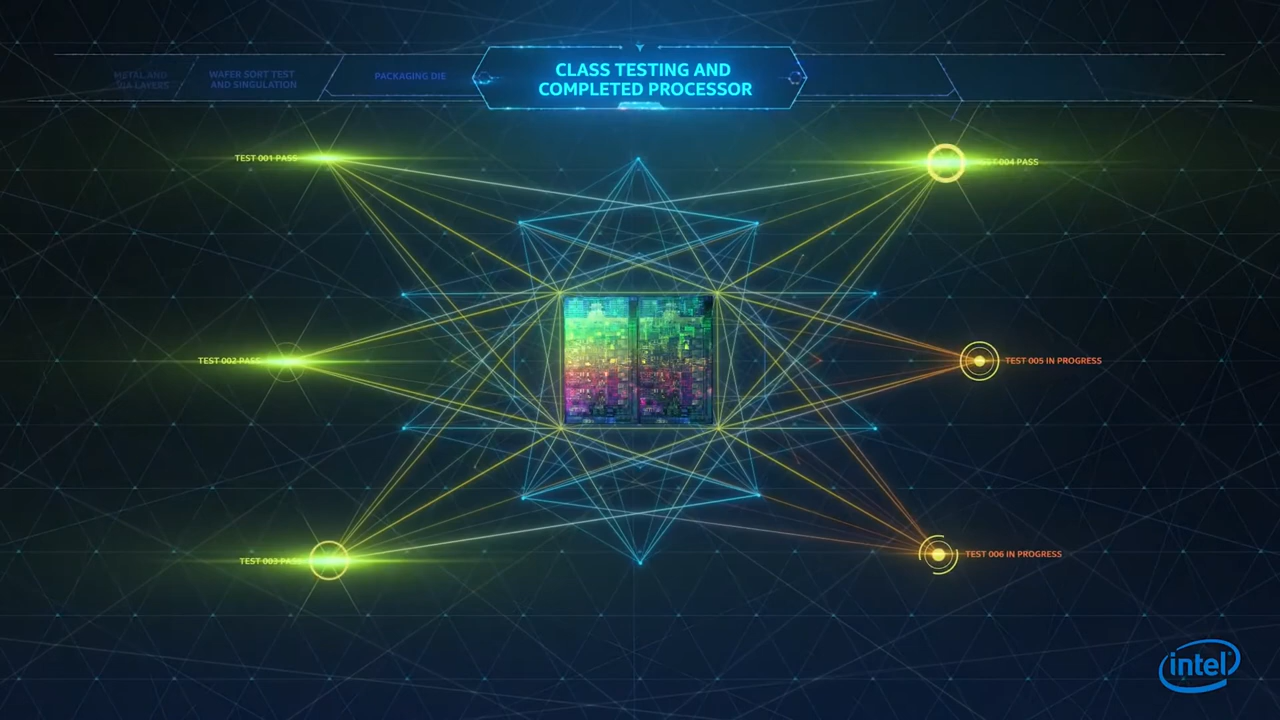 METAL AND
VIA LAYERS
WAFER SORT TEST
AND SINGULATION
PACKAGING DIE
CLASS TESTING AND
COMPLETED PROCESSOR
TEST 001 PASS
TEST 004 PASS
TEST 002 PASS
TEST 005 IN PROGRESS
TEST 003 PASS
TEST 006 IN PROGRESS
intel